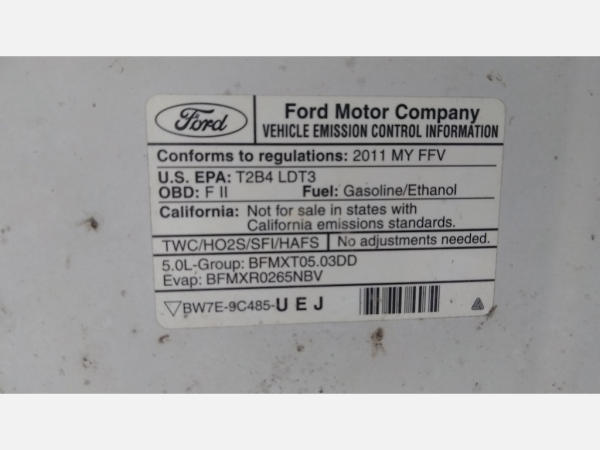 Ford
Ford Motor Company
VEHICLE EMISSION CONTROL INFORMATION
Conforms to regulations: 2011 MY FFV
U.S. EPA: T2B4 LDT3
OBD: F II Fuel: Gasoline/Ethanol
California: Not for sale in states with
California emissions standards.
TWC/HO2S/SFI/HAFS No adjustments needed.
5.0L-Group: BFMXT05.03DD
Evap: BFMXR0265NBV
BW7E-9C485-UEJ